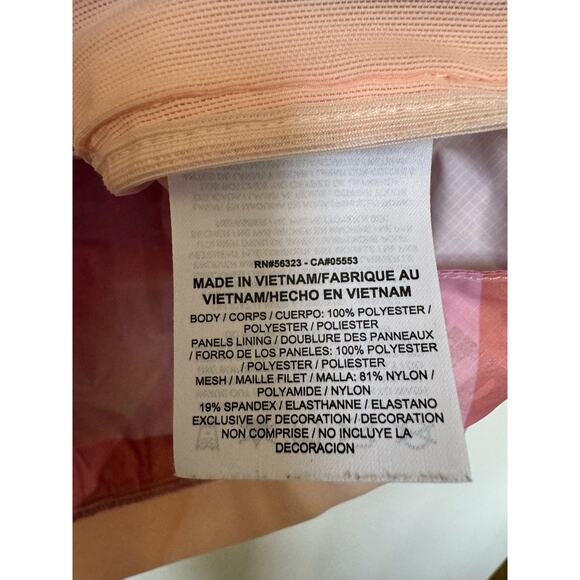 RN#56323 - CA#05553
MADE IN VIETNAM/FABRIQUE AU
VIETNAM/HECHO EN VIETNAM
BODY / CORPS / CUERPO: 100% POLYESTER /
POLYESTER / POLIESTER
PANELS LINING / DOUBLURE DES PANNEAUX
/ FORRO DE LOS PANELES: 100% POLYESTER
/ POLYESTER / POLIESTER
MESH / MAILLE FILET / MALLA: 81% NYLON /
POLYAMIDE / NYLON
19% SPANDEX / ELASTHANNE / ELASTANO
EXCLUSIVE OF DECORATION / DECORATION
NON COMPRISE / NO INCLUYE LA
DECORACION